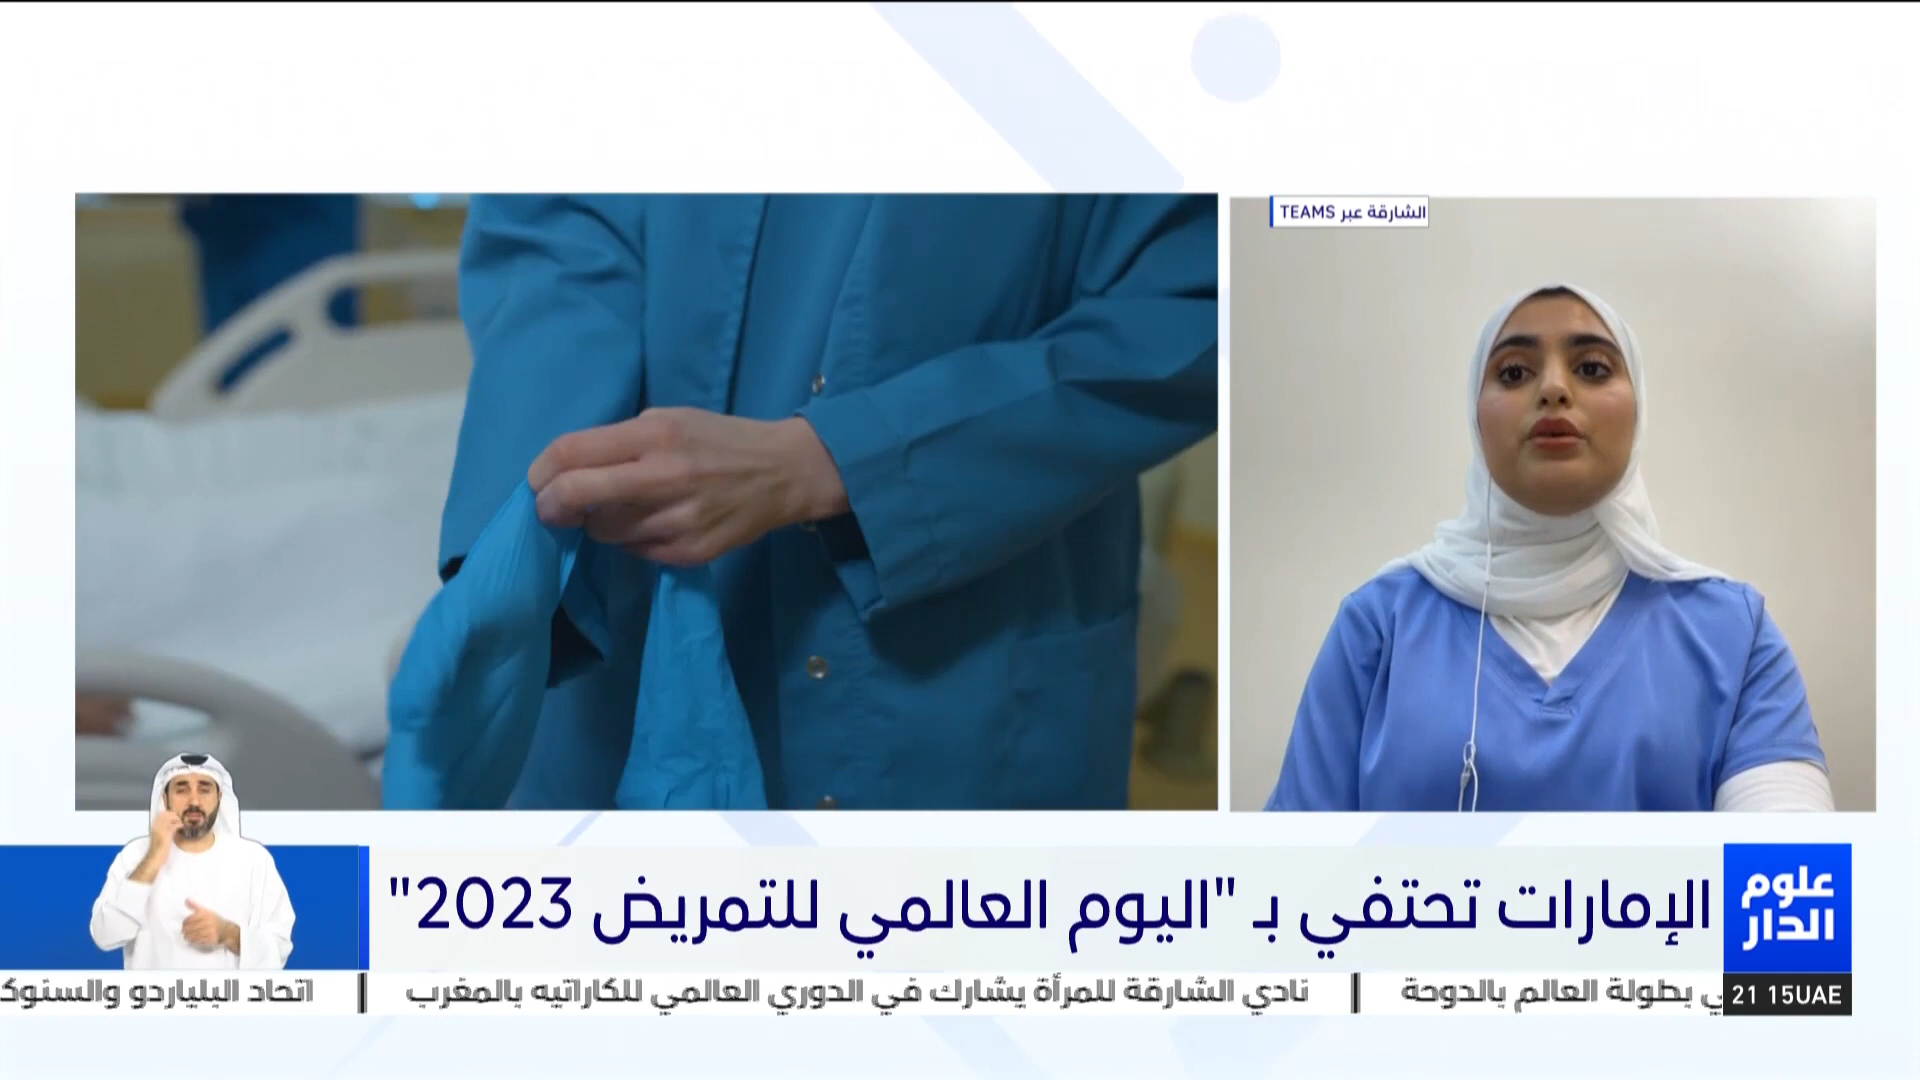 الشارقة عبر TEAMS
علوم
الدار
الإمارات تحتفي بـ "اليوم العالمي للتمريض 2023"
21 15UAE
بطولة العالم بالدوحة | نادي الشارقة للمرأة يشارك في الدوري العالمي للكاراتيه بالمغرب | اتحاد البلياردو